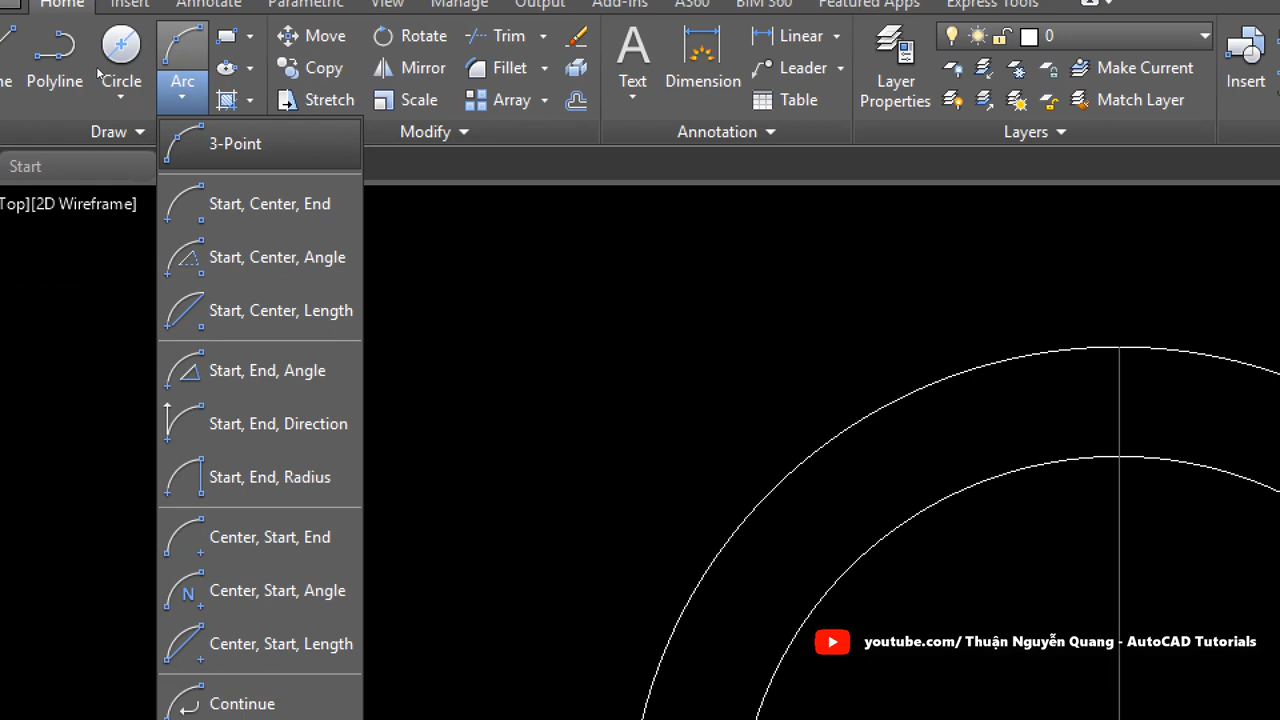 Home Insert Annotate Parametric View Manage Output Add-ins A360 BIM 360 Featured Apps Express Tools
Polyline Circle Arc
Move Rotate Trim
Copy Mirror Fillet
Stretch Scale Array
Text Dimension
Linear
Leader
Table
Layer
Properties
0
Make Current
Match Layer
Insert
Draw Modify Annotation Layers
Start
Top][2D Wireframe]
3-Point
Start, Center, End
Start, Center, Angle
Start, Center, Length
Start, End, Angle
Start, End, Direction
Start, End, Radius
Center, Start, End
Center, Start, Angle
Center, Start, Length
Continue
youtube.com/ Thuận Nguyễn Quang - AutoCAD Tutorials